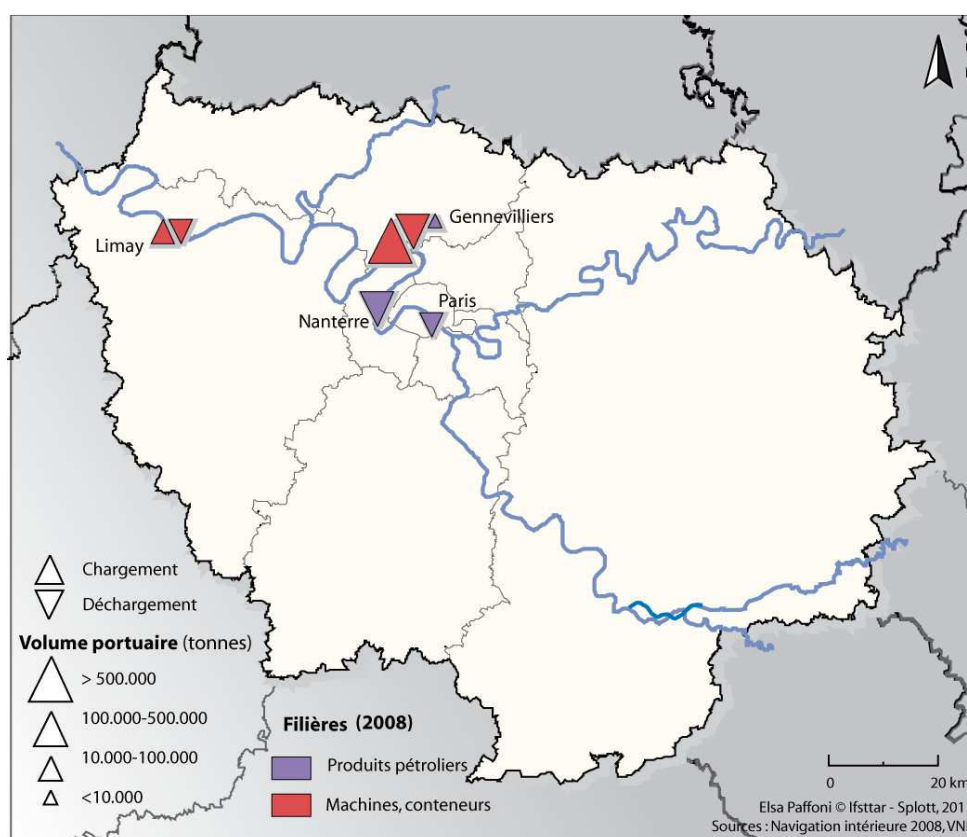 Gennevilliers
Limay
Paris
Nanterre
Chargement
Déchargement
Volume portuaire (tonnes)
> 500.000
100.000-500.000
10.000-100.000
<10.000
Filières (2008)
Produits pétroliers
Machines, conteneurs
0 20 km
Elsa Paffoni © Ifsttar - Splott, 201
Sources : Navigation intérieure 2008, VN